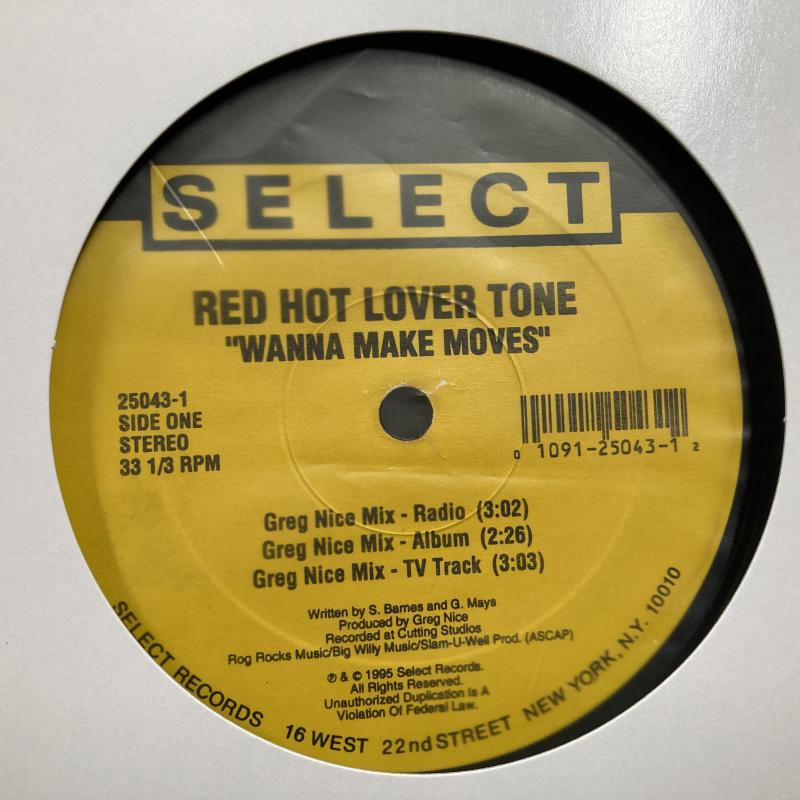 SELECT
RED HOT LOVER TONE
"WANNA MAKE MOVES"
25043-1
SIDE ONE
STEREO
33 1/3 RPM
0 1091-25043-1 2
Greg Nice Mix - Radio (3:02)
Greg Nice Mix - Album (2:26)
Greg Nice Mix - TV Track (3:03)
Written by S. Barnes and G. Mays
Produced by Greg Nice
Recorded at Cutting Studios
Rog Rocks Music/Big Willy Music/Slam-U-Well Prod. (ASCAP)
℗ & © 1995 Select Records.
All Rights Reserved.
Unauthorized Duplication Is A
Violation Of Federal Law.
SELECT RECORDS 16 WEST 22nd STREET NEW YORK, N.Y. 10010